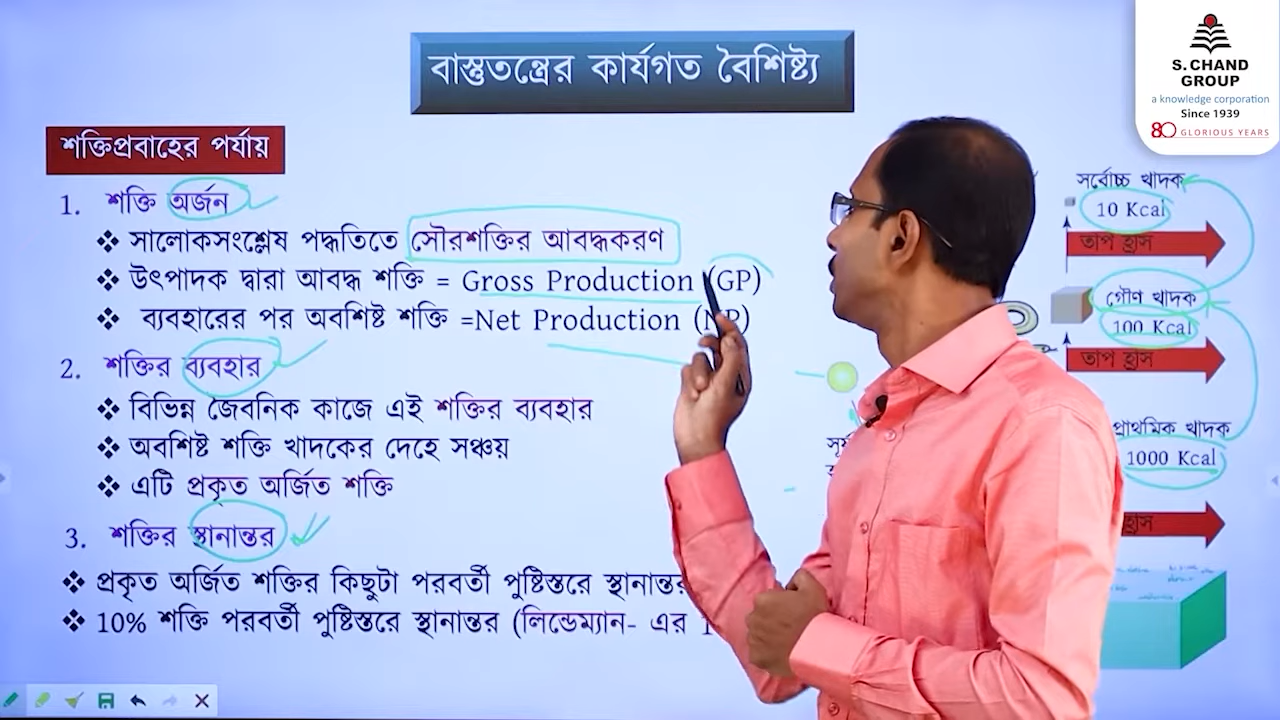 বাস্তুতন্ত্রের কার্যগত বৈশিষ্ট্য
S. CHAND
GROUP
a knowledge corporation
Since 1939
80 GLORIOUS YEARS
শক্তিপ্রবাহের পর্যায়
1. শক্তি অর্জন
❖ সালোকসংশ্লেষ পদ্ধতিতে সৌরশক্তির আবদ্ধকরণ
❖ উৎপাদক দ্বারা আবদ্ধ শক্তি = Gross Production (GP)
❖ ব্যবহারের পর অবশিষ্ট শক্তি =Net Production (NP)
2. শক্তির ব্যবহার
❖ বিভিন্ন জৈবনিক কাজে এই শক্তির ব্যবহার
❖ অবশিষ্ট শক্তি খাদকের দেহে সঞ্চয়
❖ এটি প্রকৃত অর্জিত শক্তি
3. শক্তির স্থানান্তর
❖ প্রকৃত অর্জিত শক্তির কিছুটা পরবর্তী পুষ্টিস্তরে স্থানান্তর
❖ 10% শক্তি পরবর্তী পুষ্টিস্তরে স্থানান্তর (লিন্ডেম্যান- এর
সর্বোচ্চ খাদক
10 Kcal
তাপ হ্রাস
গৌণ খাদক
100 Kcal
তাপ হ্রাস
প্রাথমিক খাদক
1000 Kcal
হ্রাস